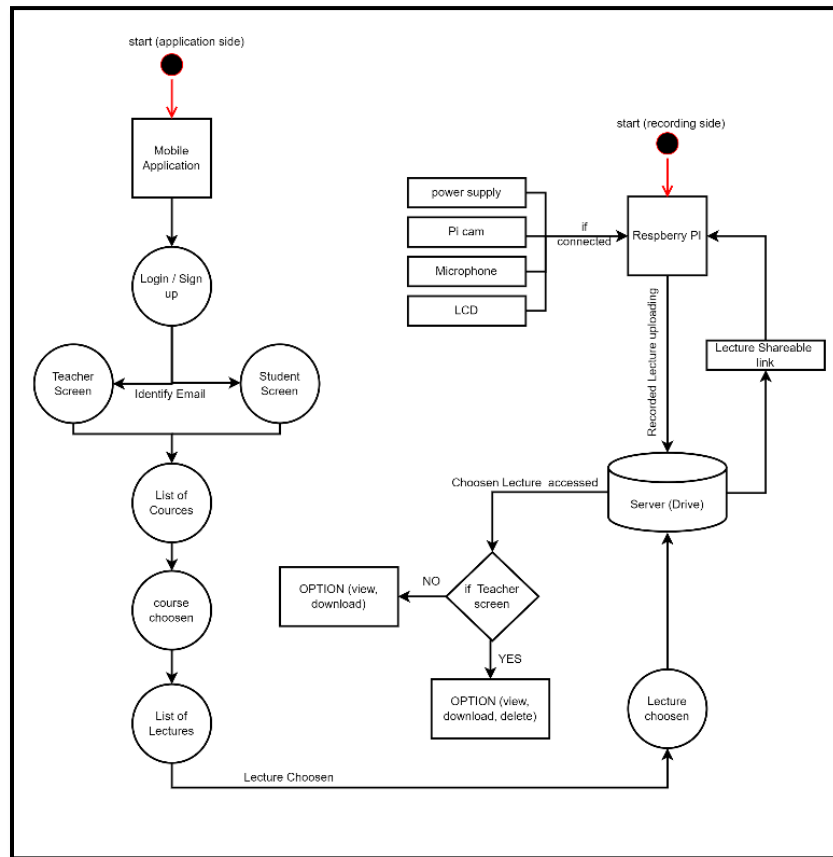 start (application side)
Mobile
Application
Login / Sign
up
Teacher
Screen
Identify Email
Student
Screen
List of
Cources
course
choosen
List of
Lectures
Lecture Choosen
start (recording side)
power supply
Pi cam
Microphone
LCD
if
connected
Respberry PI
Recorded Lecture uploading
Lecture Shareable
link
Server (Drive)
Choosen Lecture accessed
if Teacher
screen
NO
OPTION (view,
download)
YES
OPTION (view,
download, delete)
Lecture
choosen